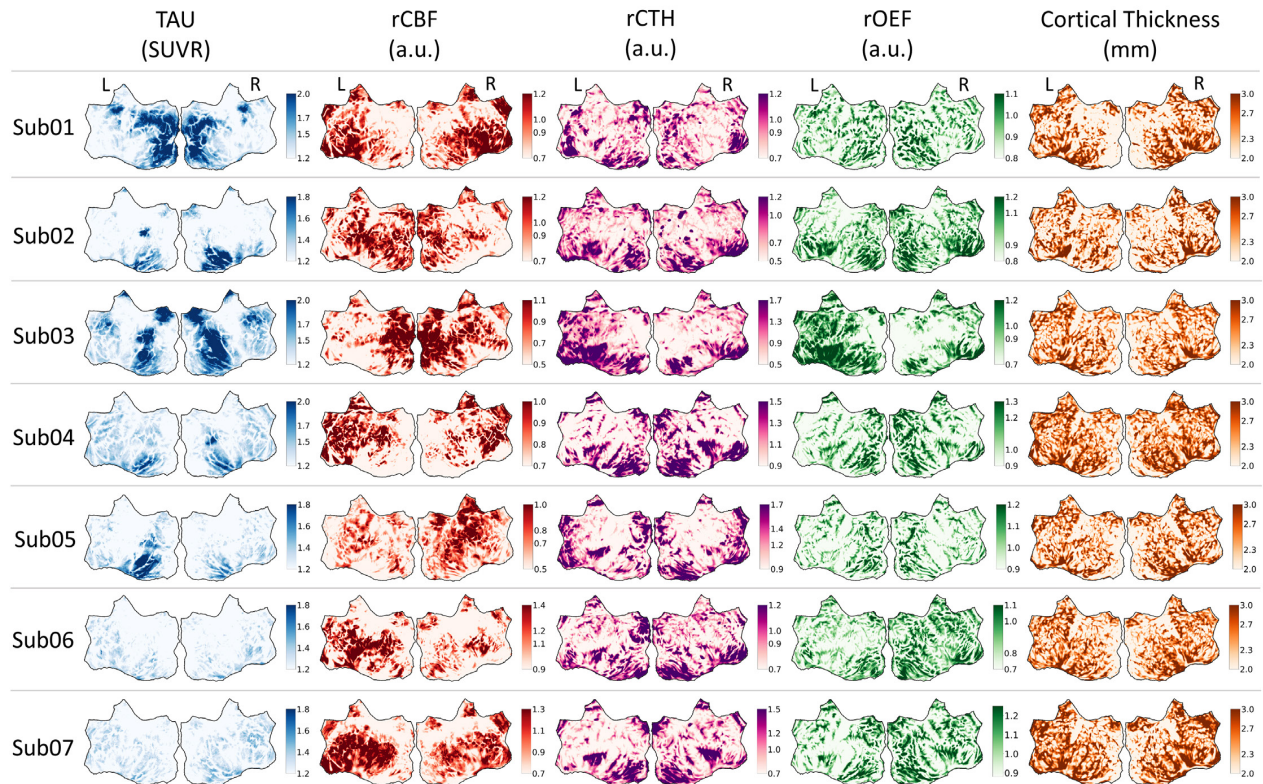 TAU rCBF rCTH rOEF Cortical Thickness
(SUVR) (a.u.) (a.u.) (a.u.) (mm)
L R L R L R L R L R
Sub01
2.0 1.7 1.5 1.2
1.2 1.0 0.9 0.7
1.2 1.0 0.9 0.7
1.1 1.0 0.9 0.8
3.0 2.7 2.3 2.0
Sub02
1.8 1.6 1.4 1.2
1.2 1.0 0.9 0.7
1.2 1.0 0.9 0.7
1.2 1.1 0.9 0.8
3.0 2.7 2.3 2.0
Sub03
2.0 1.7 1.5 1.2
1.1 0.9 0.7 0.5
1.1 0.9 0.7 0.5
1.2 1.0 0.9 0.7
3.0 2.7 2.3 2.0
Sub04
2.0 1.7 1.5 1.2
1.0 0.9 0.8 0.7
1.5 1.3 1.1 0.9
1.3 1.2 1.0 0.9
3.0 2.7 2.3 2.0
Sub05
1.8 1.6 1.4 1.2
1.0 0.8 0.7 0.5
1.7 1.4 1.2 0.9
1.2 1.1 1.0 0.9
3.0 2.7 2.3 2.0
Sub06
1.8 1.6 1.4 1.2
1.4 1.2 1.1 0.9
1.2 1.0 0.9 0.7
1.1 1.0 0.8 0.7
3.0 2.7 2.3 2.0
Sub07
1.8 1.6 1.4 1.2
1.3 1.1 0.9 0.7
1.5 1.2 1.0 0.7
1.2 1.1 1.0 0.9
3.0 2.7 2.3 2.0